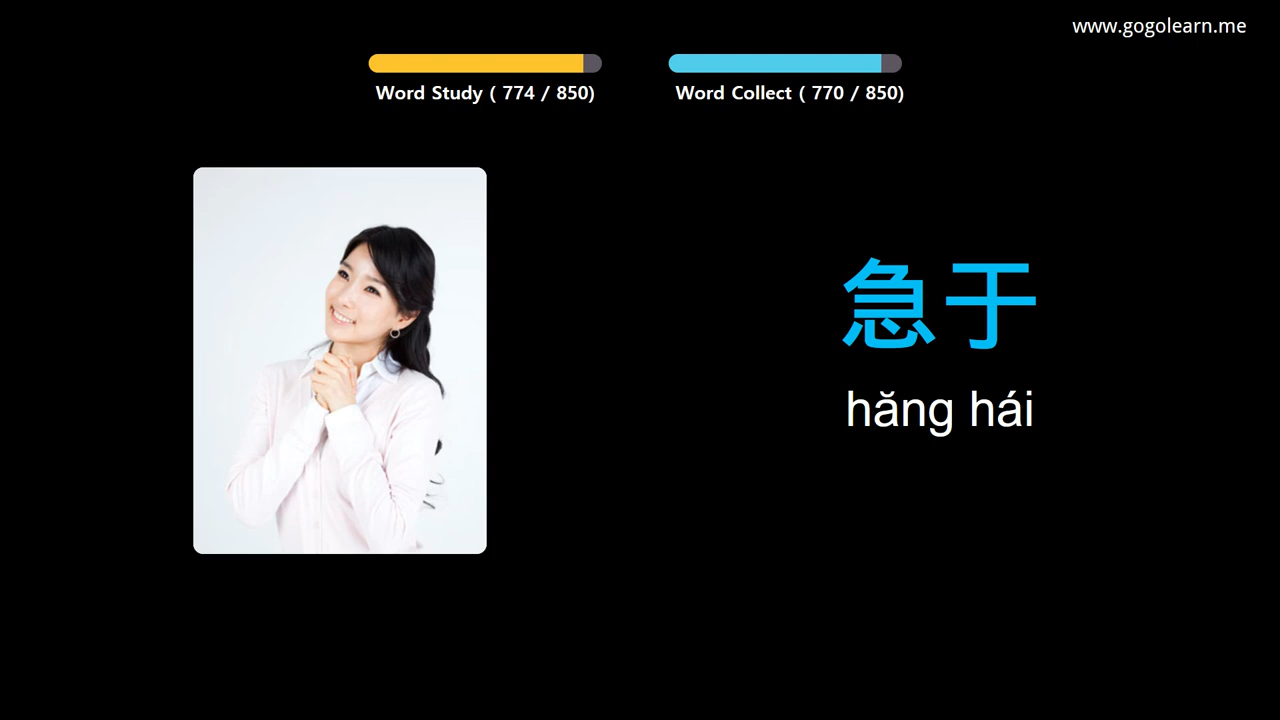 www.gogolearn.me
Word Study ( 774 / 850)
Word Collect ( 770 / 850)
急于
hăng hái